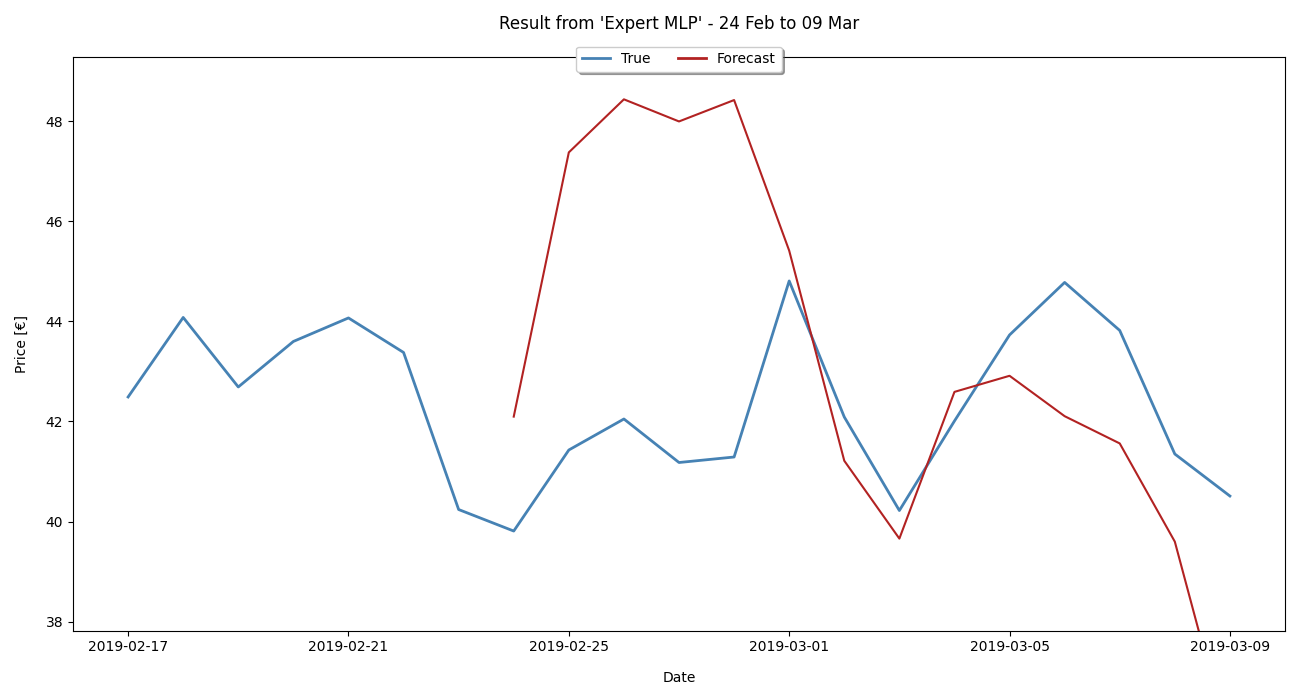 Result from 'Expert MLP' - 24 Feb to 09 Mar
True Forecast
48
46
44
42
40
38
Price [€]
2019-02-17 2019-02-21 2019-02-25 2019-03-01 2019-03-05 2019-03-09
Date